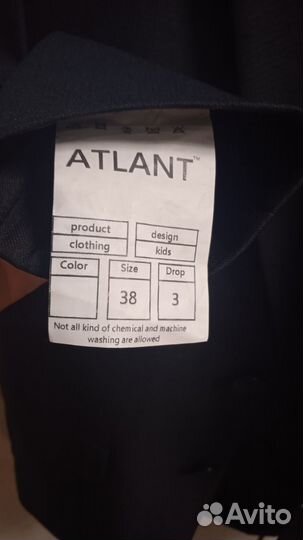 ATLANT™
product design
clothing kids
Color Size Drop
38 3
Not all kind of chemical and machine
washing are allowed
Avito